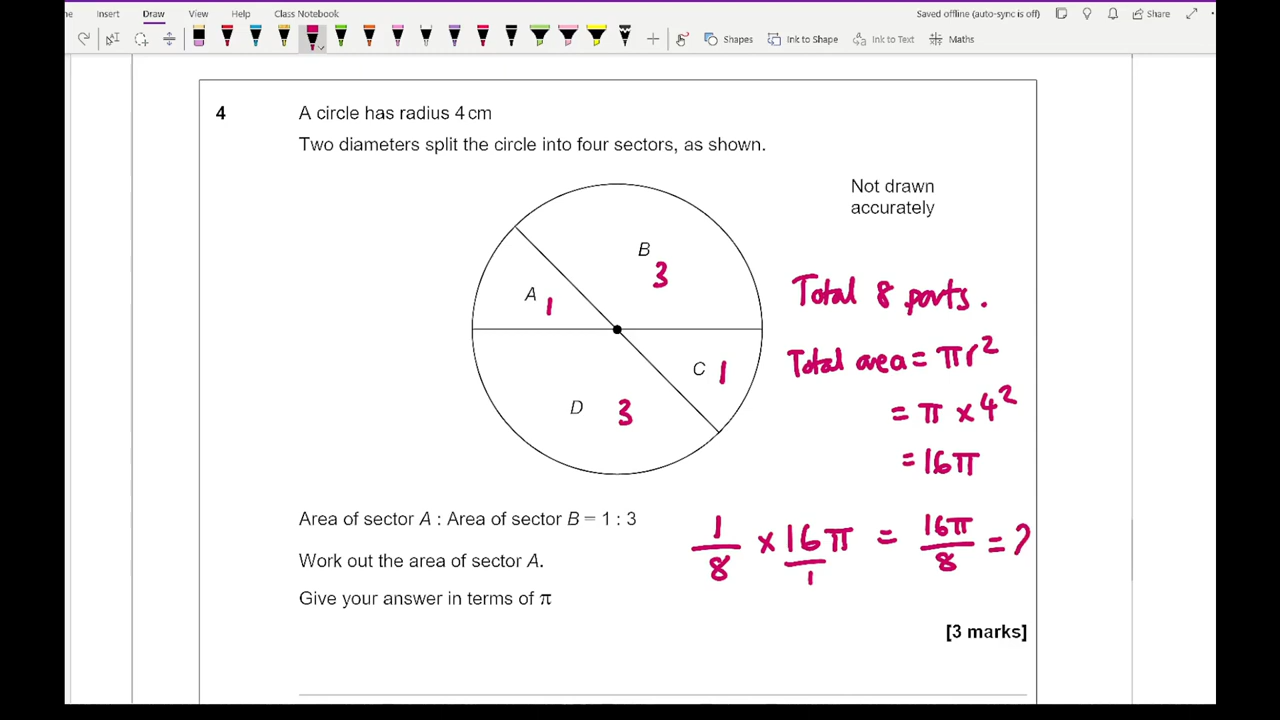 Insert Draw View Help Class Notebook Saved offline (auto-sync is off) Share
Shapes Ink to Shape Ink to Text Maths
4 A circle has radius 4 cm
Two diameters split the circle into four sectors, as shown.
Not drawn
accurately
B
3
A 1
C 1
D 3
Total 8 parts.
Total area = πr²
= π × 4²
= 16π
Area of sector A : Area of sector B = 1 : 3
Work out the area of sector A.
Give your answer in terms of π
1/8 × 16π/1 = 16π/8 = 2
[3 marks]